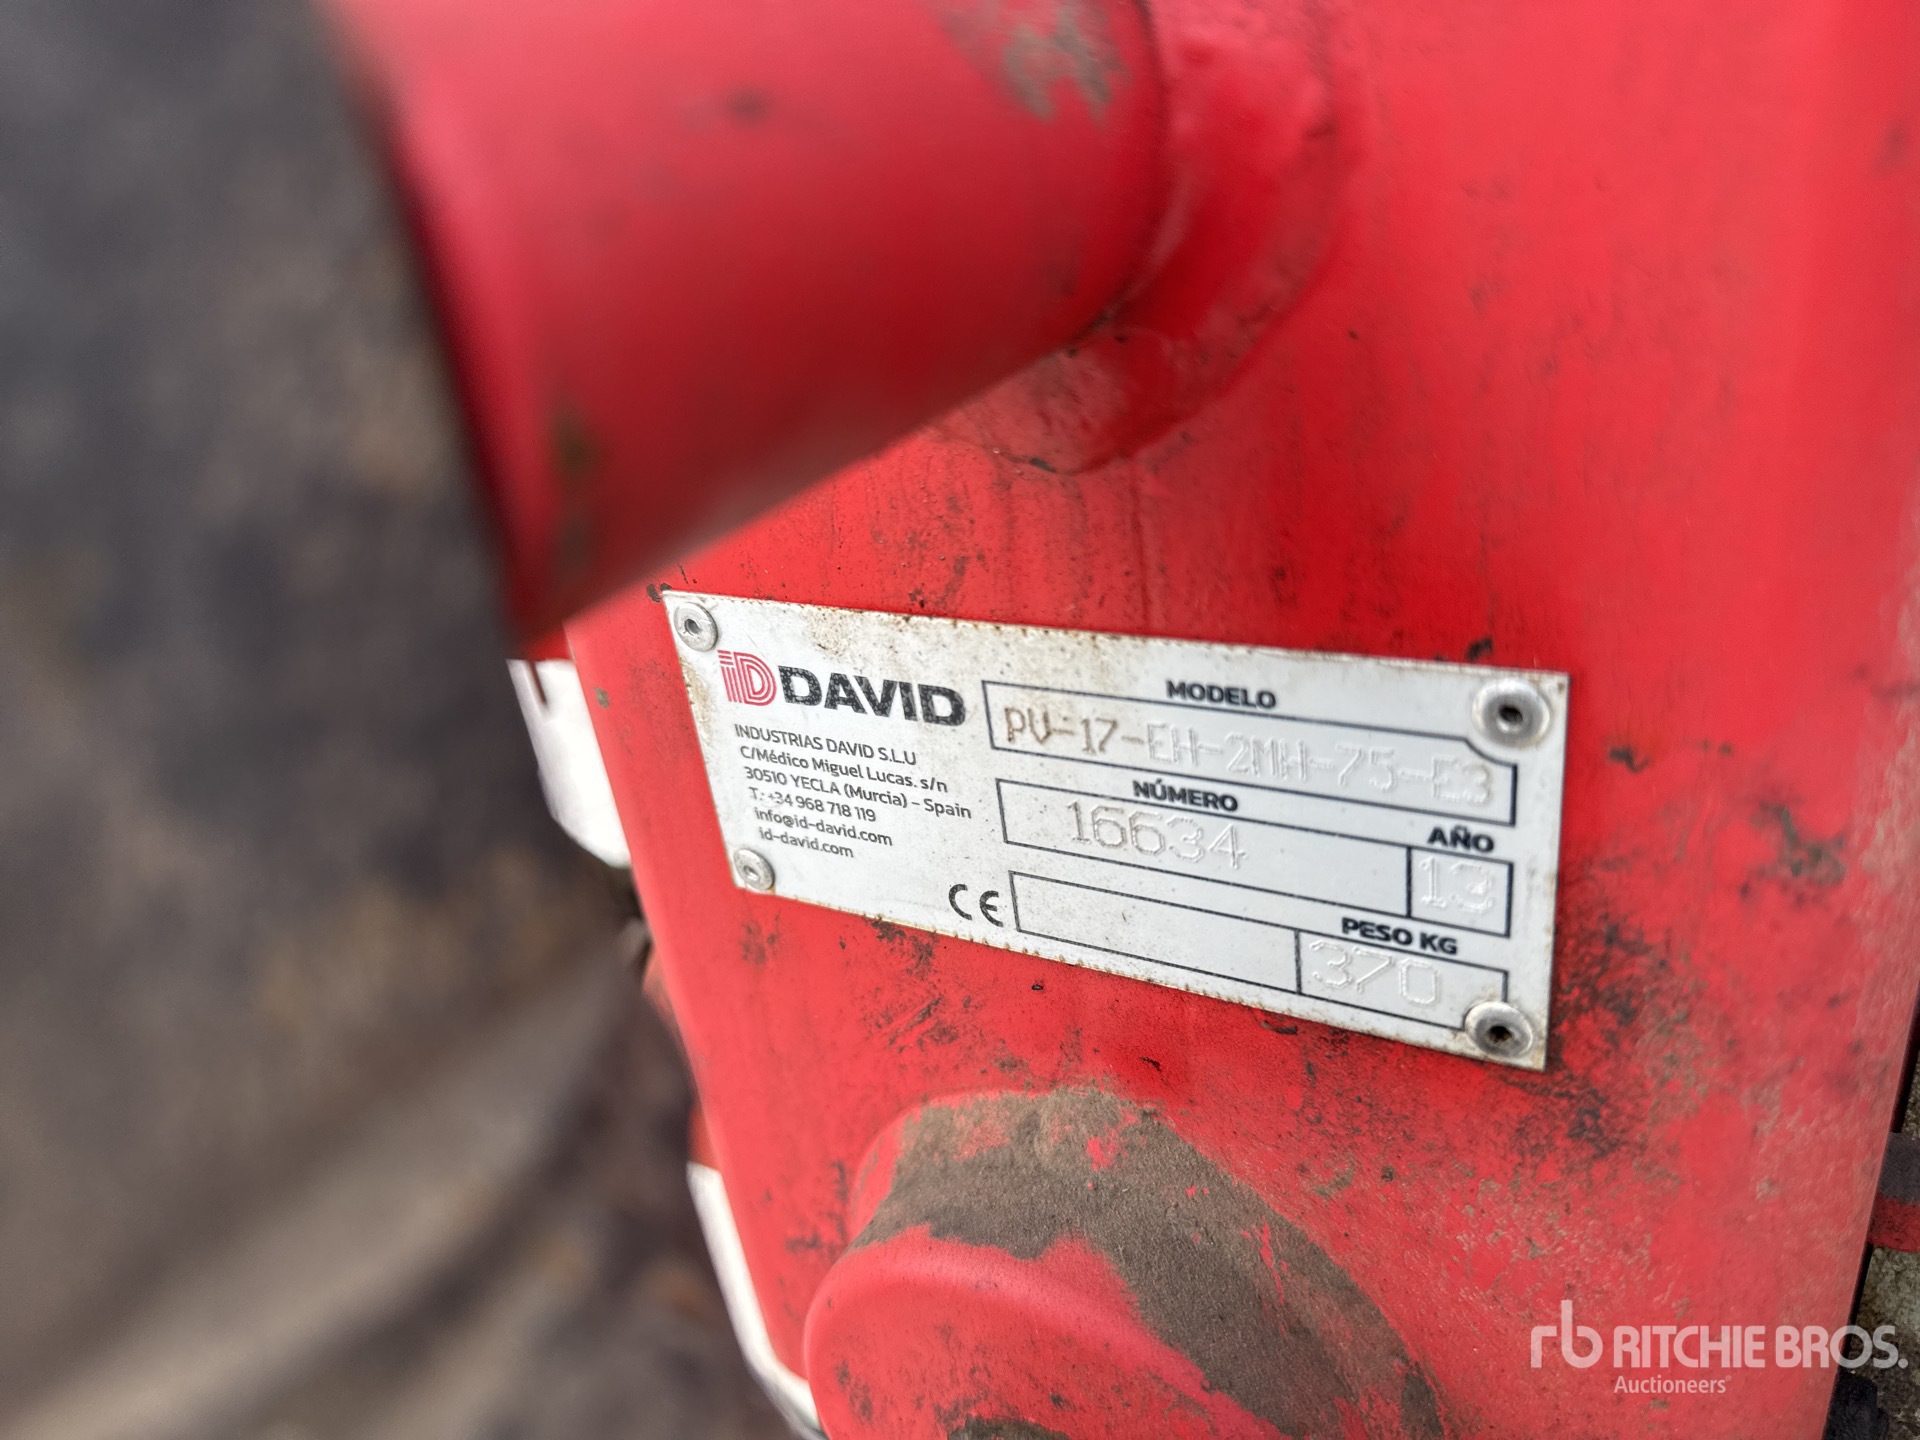 iD DAVID
INDUSTRIAS DAVID S.L.U
C/Médico Miguel Lucas. s/n
30510 YECLA (Murcia) - Spain
T.: +34 968 718 119
info@id-david.com
id-david.com
MODELO
PV-17-EH-2MH-75-E3
NÚMERO
16634
AÑO
13
CE
PESO KG
370
rb RITCHIE BROS.
Auctioneers